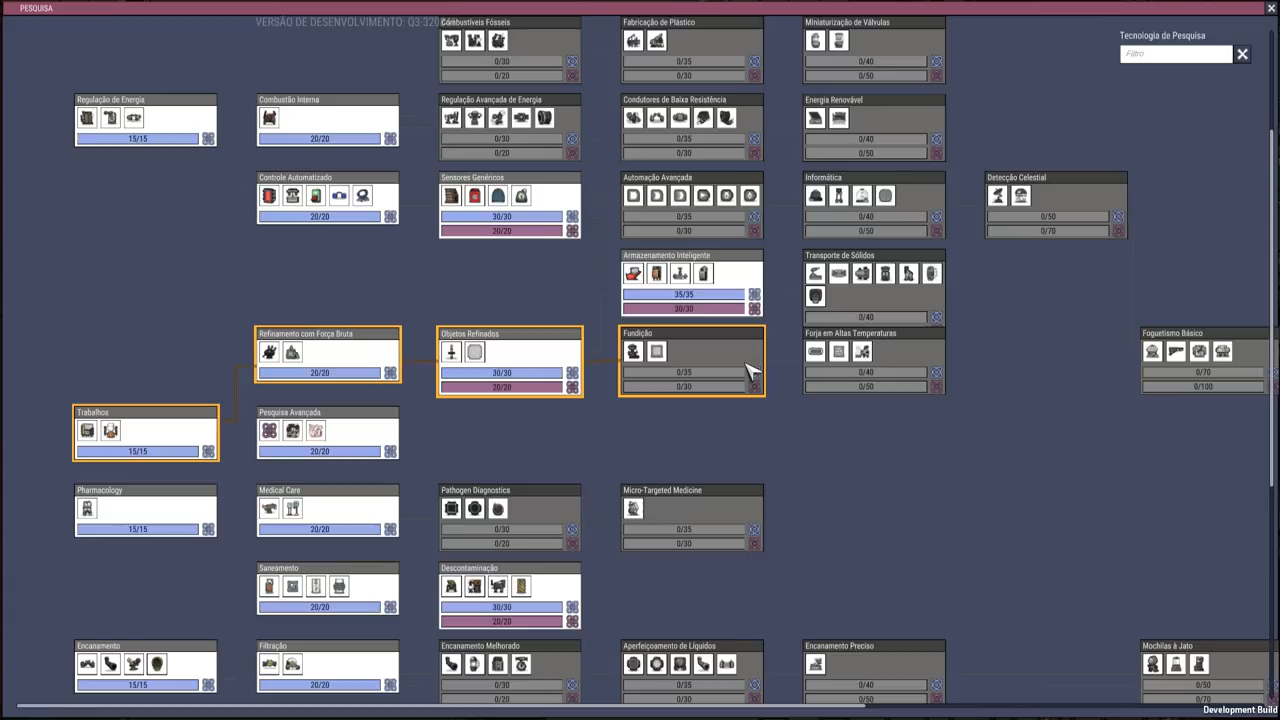 PESQUISA
VERSÃO DE DESENVOLVIMENTO: Q3-320
Combustíveis Fósseis
0/30
0/20
Fabricação de Plástico
0/35
0/30
Miniaturização de Válvulas
0/40
0/50
Tecnologia de Pesquisa
Filtro
Regulação de Energia
15/15
Combustão Interna
20/20
Regulação Avançada de Energia
0/30
0/20
Condutores de Baixa Resistência
0/35
0/30
Energia Renovável
0/40
0/50
Controle Automatizado
20/20
Sensores Genéricos
30/30
20/20
Automação Avançada
0/35
0/30
Informática
0/40
0/50
Detecção Celestial
0/50
0/70
Armazenamento Inteligente
35/35
30/30
Transporte de Sólidos
0/40
Refinamento com Força Bruta
20/20
Objetos Refinados
30/30
20/20
Fundição
0/35
0/30
Forja em Altas Temperaturas
0/40
0/50
Foguetismo Básico
0/70
0/100
Trabalhos
15/15
Pesquisa Avançada
20/20
Pharmacology
15/15
Medical Care
20/20
Pathogen Diagnostics
0/30
0/20
Micro-Targeted Medicine
0/35
0/30
Saneamento
20/20
Descontaminação
30/30
20/20
Encanamento
15/15
Filtração
20/20
Encanamento Melhorado
0/30
0/20
Aperfeiçoamento de Líquidos
0/35
0/30
Encanamento Preciso
0/40
0/50
Mochilas à Jato
0/50
0/70
Development Build